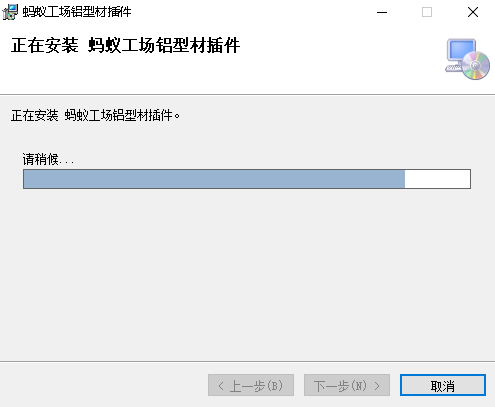 蚂蚁工场铝型材插件
正在安装 蚂蚁工场铝型材插件
正在安装 蚂蚁工场铝型材插件。
请稍候...
< 上一步(B)
下一步(N) >
取消